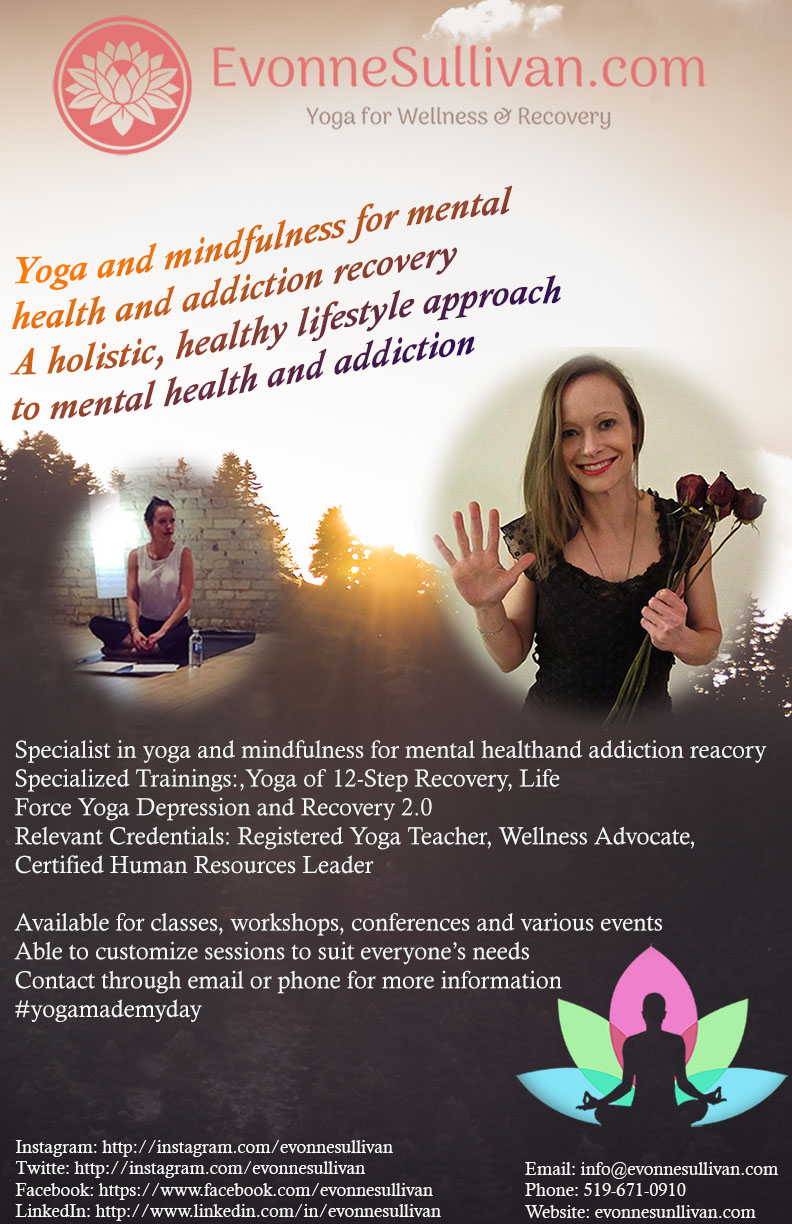 EvonneSullivan.com
Yoga for Wellness & Recovery
Yoga and mindfulness for mental
health and addiction recovery
A holistic, healthy lifestyle approach
to mental health and addiction
Specialist in yoga and mindfulness for mental healthand addiction reacory
Specialized Trainings:,Yoga of 12-Step Recovery, Life
Force Yoga Depression and Recovery 2.0
Relevant Credentials: Registered Yoga Teacher, Wellness Advocate,
Certified Human Resources Leader
Available for classes, workshops, conferences and various events
Able to customize sessions to suit everyone’s needs
Contact through email or phone for more information
#yogamademyday
Instagram: http://instagram.com/evonnesullivan
Twitte: http://instagram.com/evonnesullivan
Facebook: https://www.facebook.com/evonnesullivan
LinkedIn: http://www.linkedin.com/in/evonnesullivan
Email: info@evonnesullivan.com
Phone: 519-671-0910
Website: evonnesunllivan.com